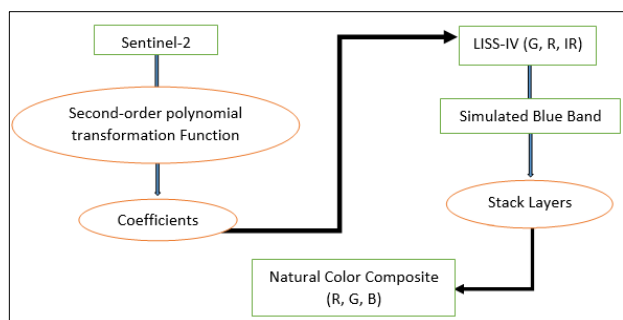 Sentinel-2
Second-order polynomial
transformation Function
Coefficients
LISS-IV (G, R, IR)
Simulated Blue Band
Stack Layers
Natural Color Composite
(R, G, B)